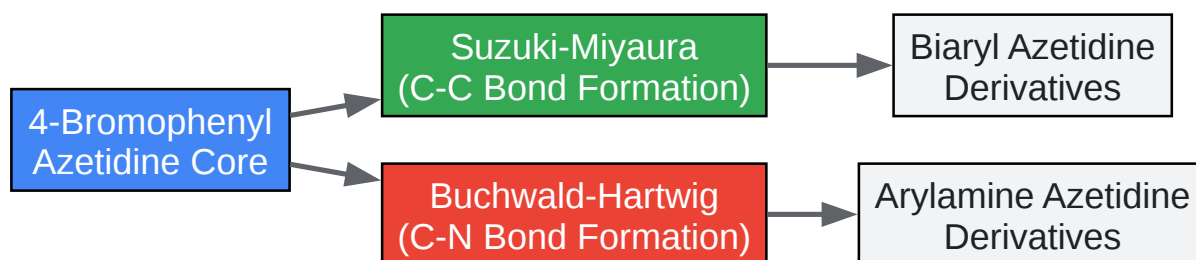 4-Bromophenyl
Azetidine Core
Suzuki-Miyaura
(C-C Bond Formation)
Biaryl Azetidine
Derivatives
Buchwald-Hartwig
(C-N Bond Formation)
Arylamine Azetidine
Derivatives